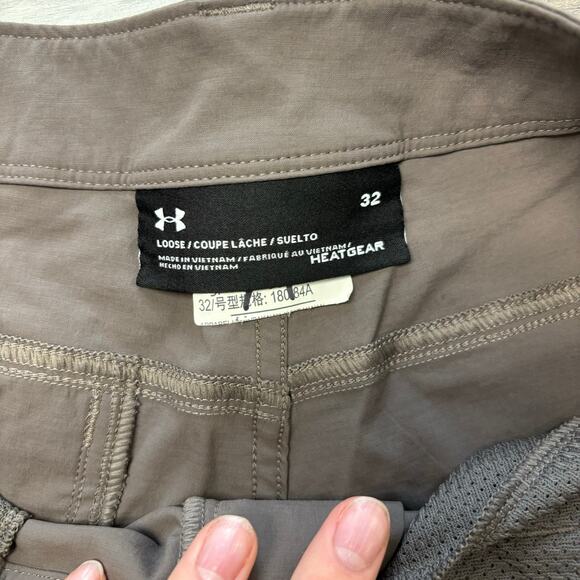 32
LOOSE / COUPE LÂCHE / SUELTO
MADE IN VIETNAM / FABRIQUÉ AU VIETNAM /
HECHO EN VIETNAM
HEATGEAR
32/号型规格: 180/84A